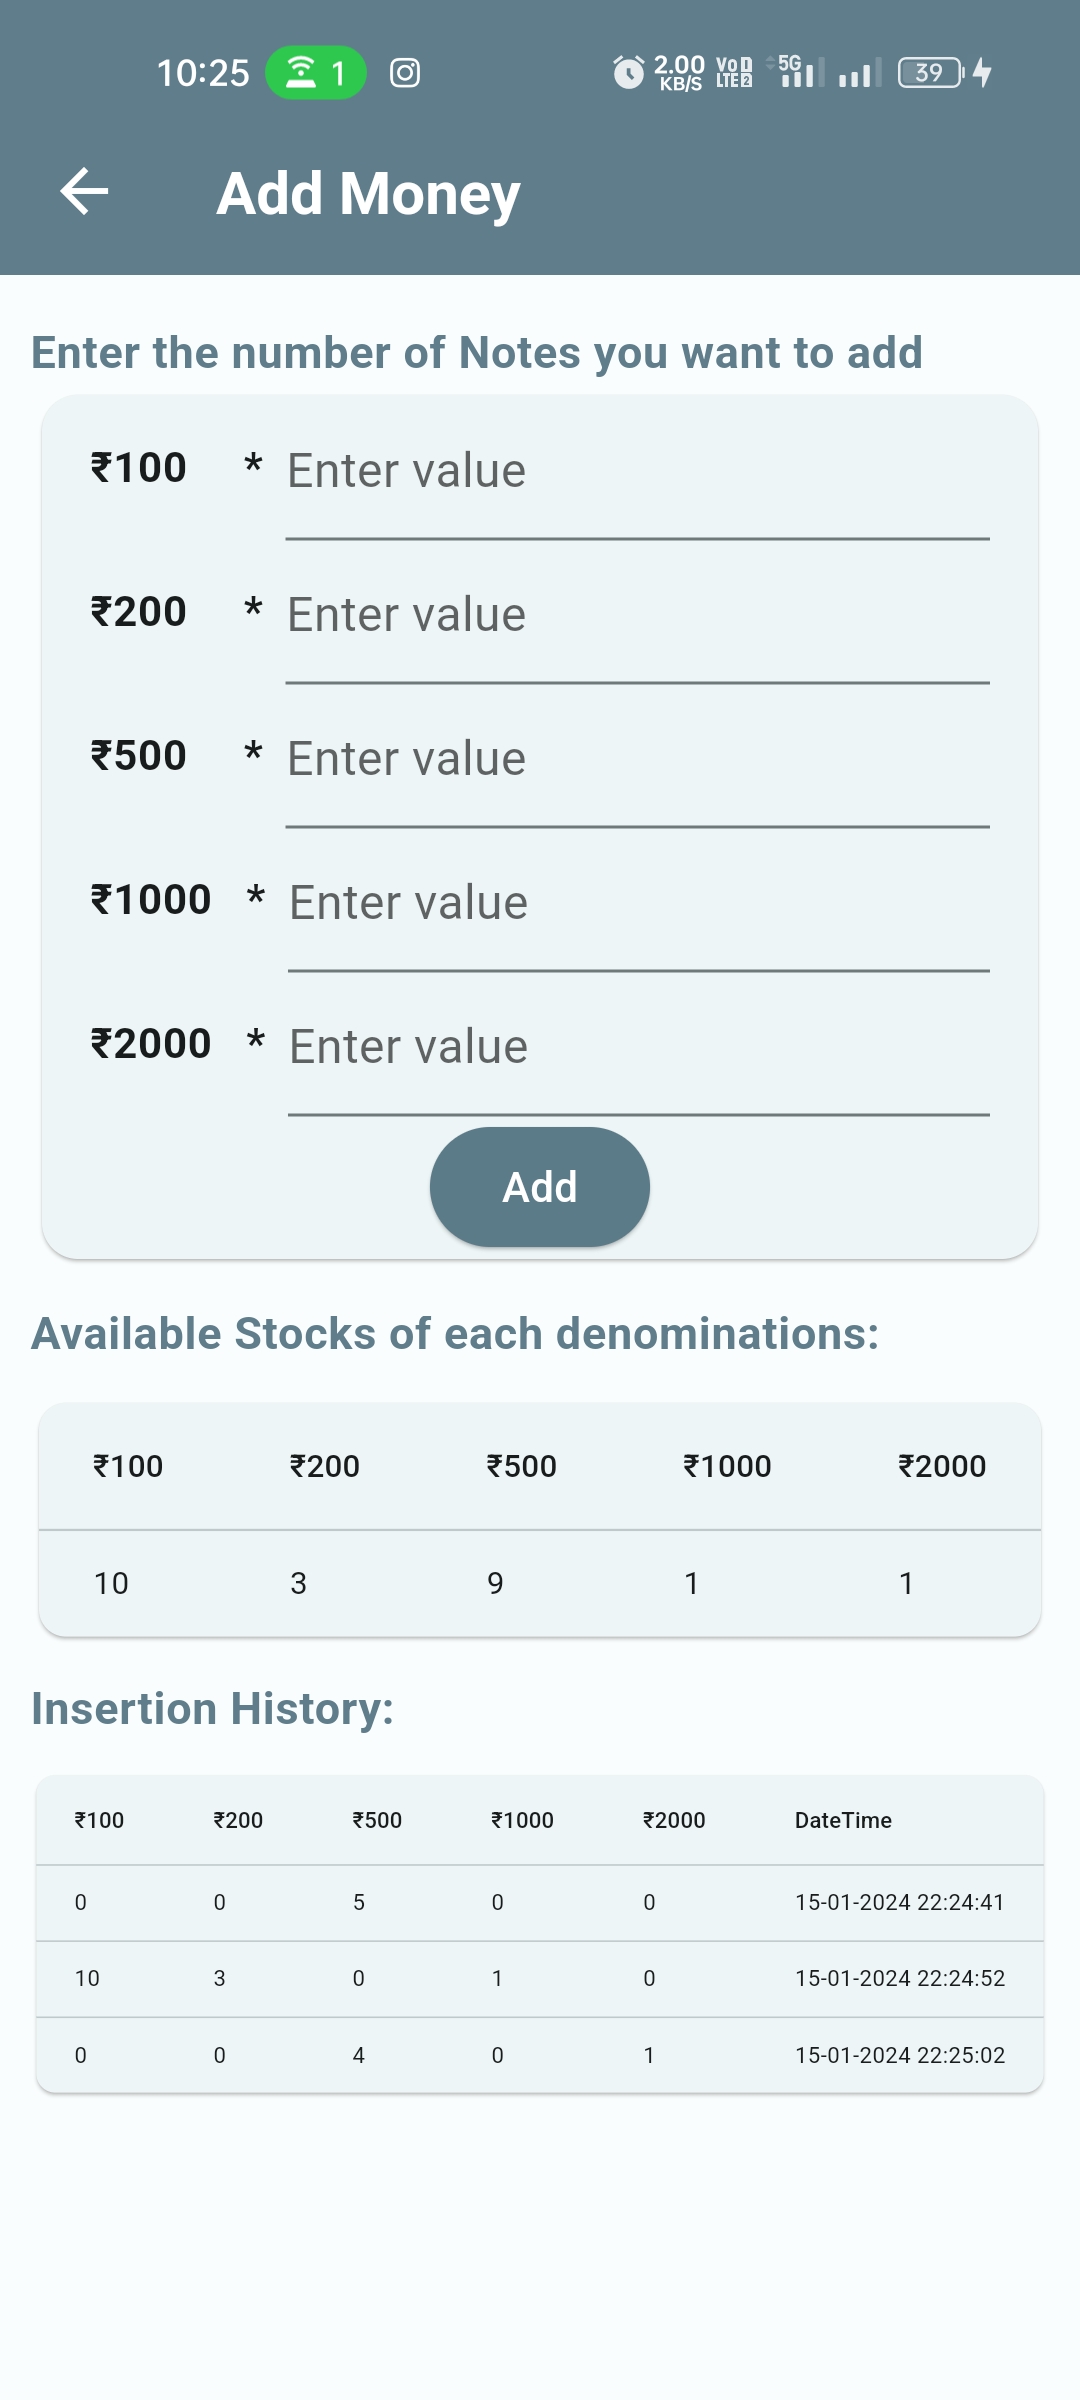 10:25 1 2.00 KB/S VoLTE 1 2 5G 39
Add Money
Enter the number of Notes you want to add
₹100 * Enter value
₹200 * Enter value
₹500 * Enter value
₹1000 * Enter value
₹2000 * Enter value
Add
Available Stocks of each denominations:
₹100 ₹200 ₹500 ₹1000 ₹2000
10 3 9 1 1
Insertion History:
₹100 ₹200 ₹500 ₹1000 ₹2000 DateTime
0 0 5 0 0 15-01-2024 22:24:41
10 3 0 1 0 15-01-2024 22:24:52
0 0 4 0 1 15-01-2024 22:25:02